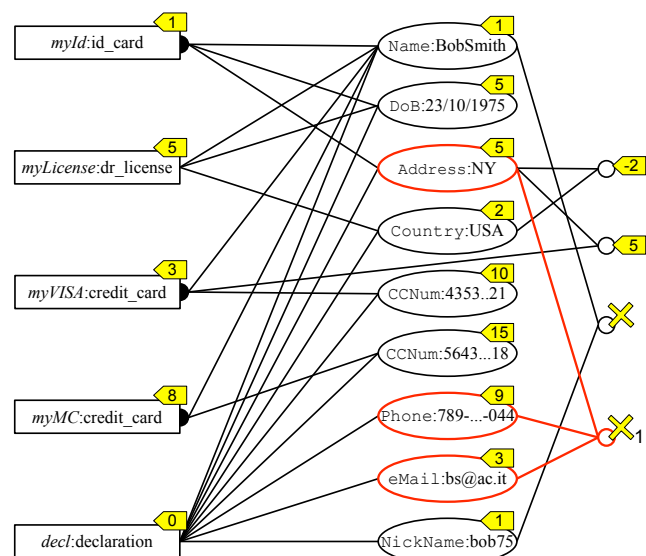 1
myId:id_card
5
myLicense:dr_license
3
myVISA:credit_card
8
myMC:credit_card
0
decl:declaration
1
Name:BobSmith
5
DoB:23/10/1975
5
Address:NY
2
Country:USA
10
CCNum:4353..21
15
CCNum:5643...18
9
Phone:789-...-044
3
eMail:bs@ac.it
1
NickName:bob75
-2
5
1